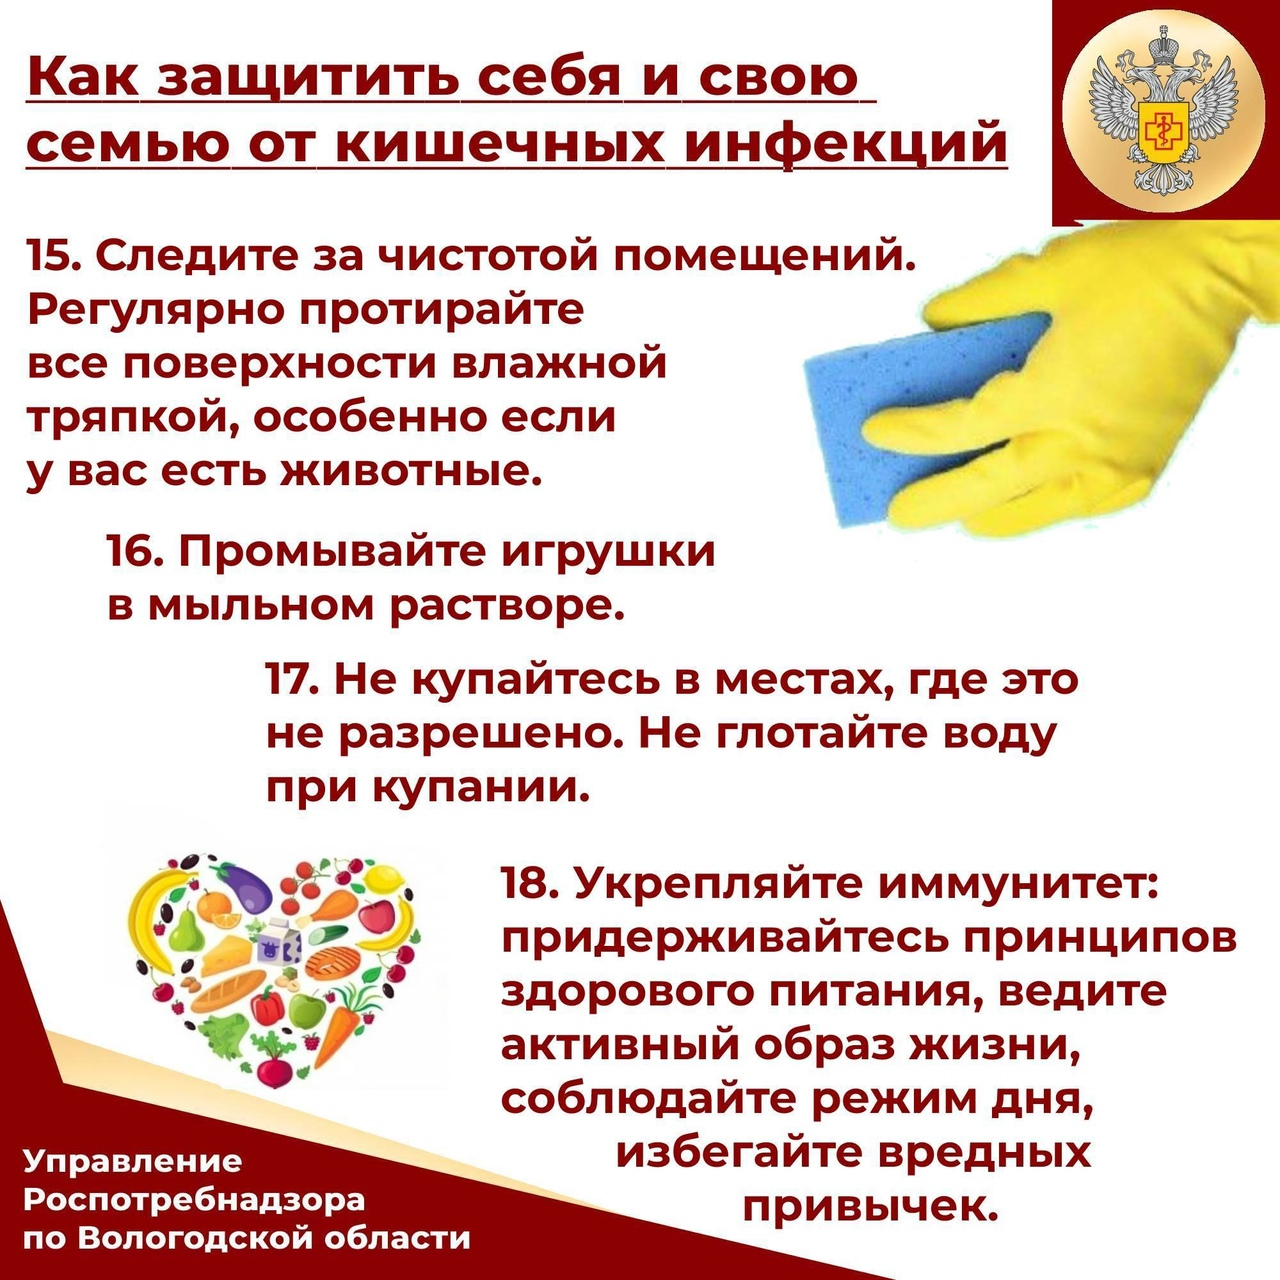 Как защитить себя и свою
семью от кишечных инфекций
15. Следите за чистотой помещений.
Регулярно протирайте
все поверхности влажной
тряпкой, особенно если
у вас есть животные.
16. Промывайте игрушки
в мыльном растворе.
17. Не купайтесь в местах, где это
не разрешено. Не глотайте воду
при купании.
18. Укрепляйте иммунитет:
придерживайтесь принципов
здорового питания, ведите
активный образ жизни,
соблюдайте режим дня,
избегайте вредных
привычек.
Управление
Роспотребнадзора
по Вологодской области